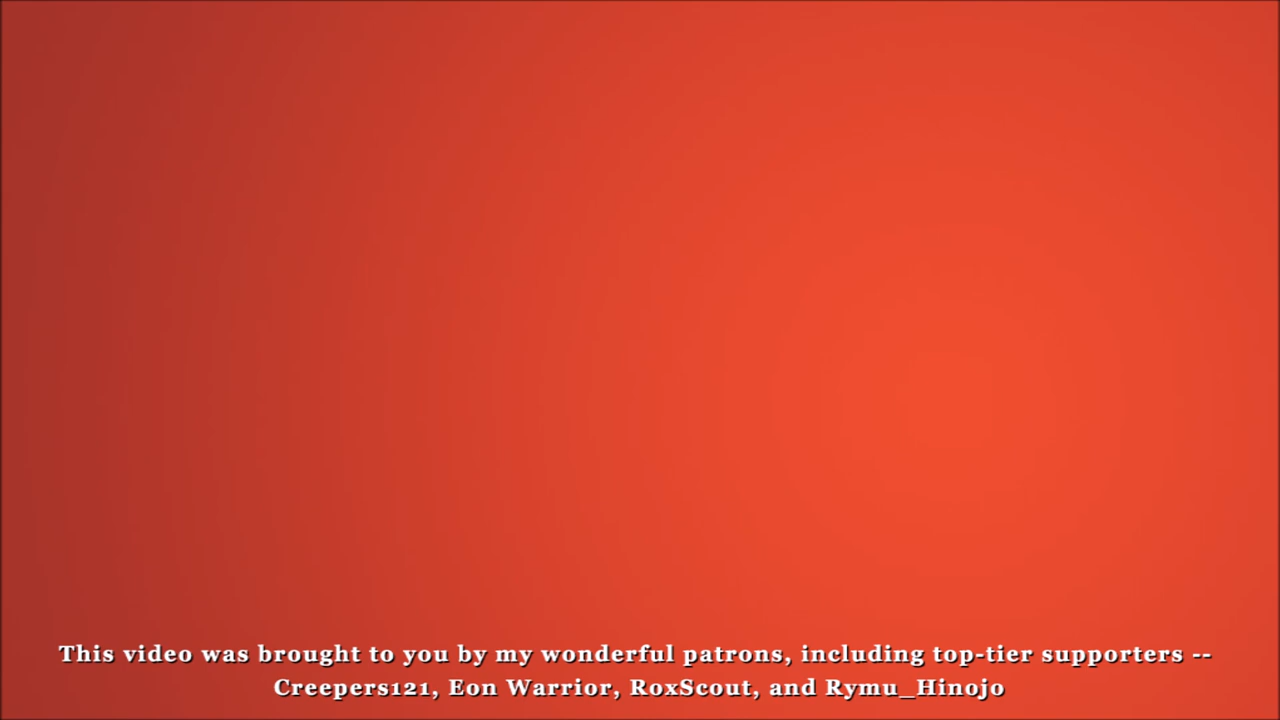 This video was brought to you by my wonderful patrons, including top-tier supporters --
Creepers121, Eon Warrior, RoxScout, and Rymu_Hinojo